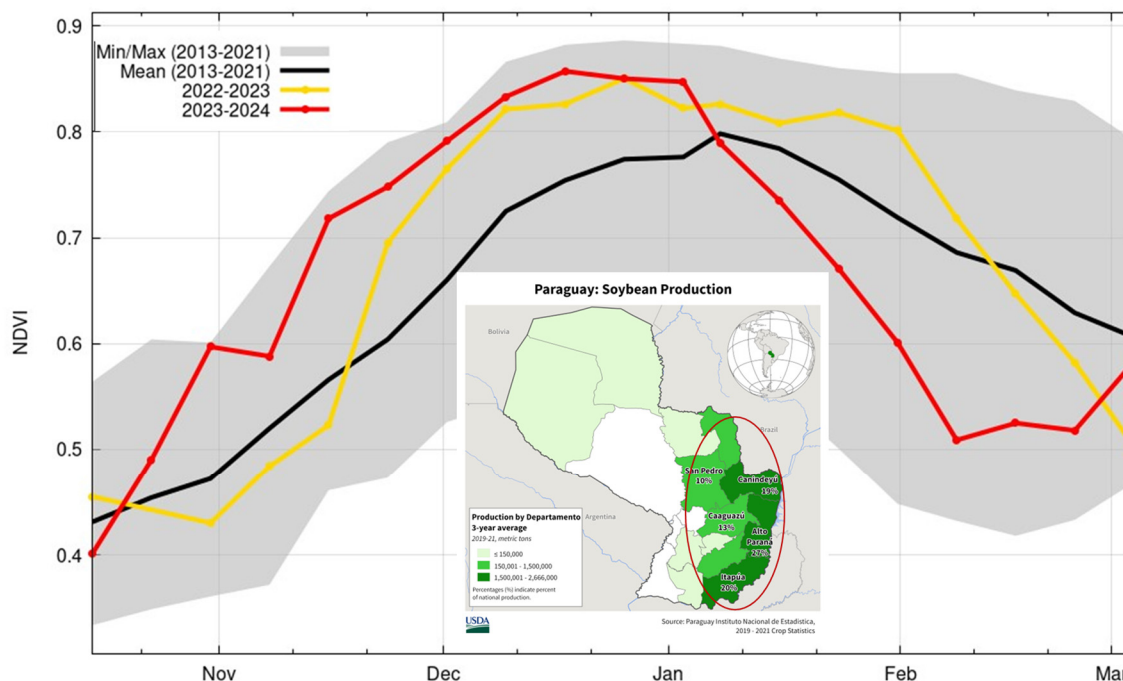 0.9
0.8
0.7
0.6
0.5
0.4
NDVI
Min/Max (2013-2021)
Mean (2013-2021)
2022-2023
2023-2024
Paraguay: Soybean Production
Bolivia
Brazil
Argentina
San Pedro
10%
Canindeyú
19%
Caaguazú
13%
Alto
Paraná
27%
Itapúa
20%
Production by Departamento
3-year average
2019-21, metric tons
≤ 150,000
150,001 - 1,500,000
1,500,001 - 2,666,000
Percentages (%) indicate percent
of national production.
USDA
Source: Paraguay Instituto Nacional de Estadística,
2019 - 2021 Crop Statistics
Nov Dec Jan Feb Mar